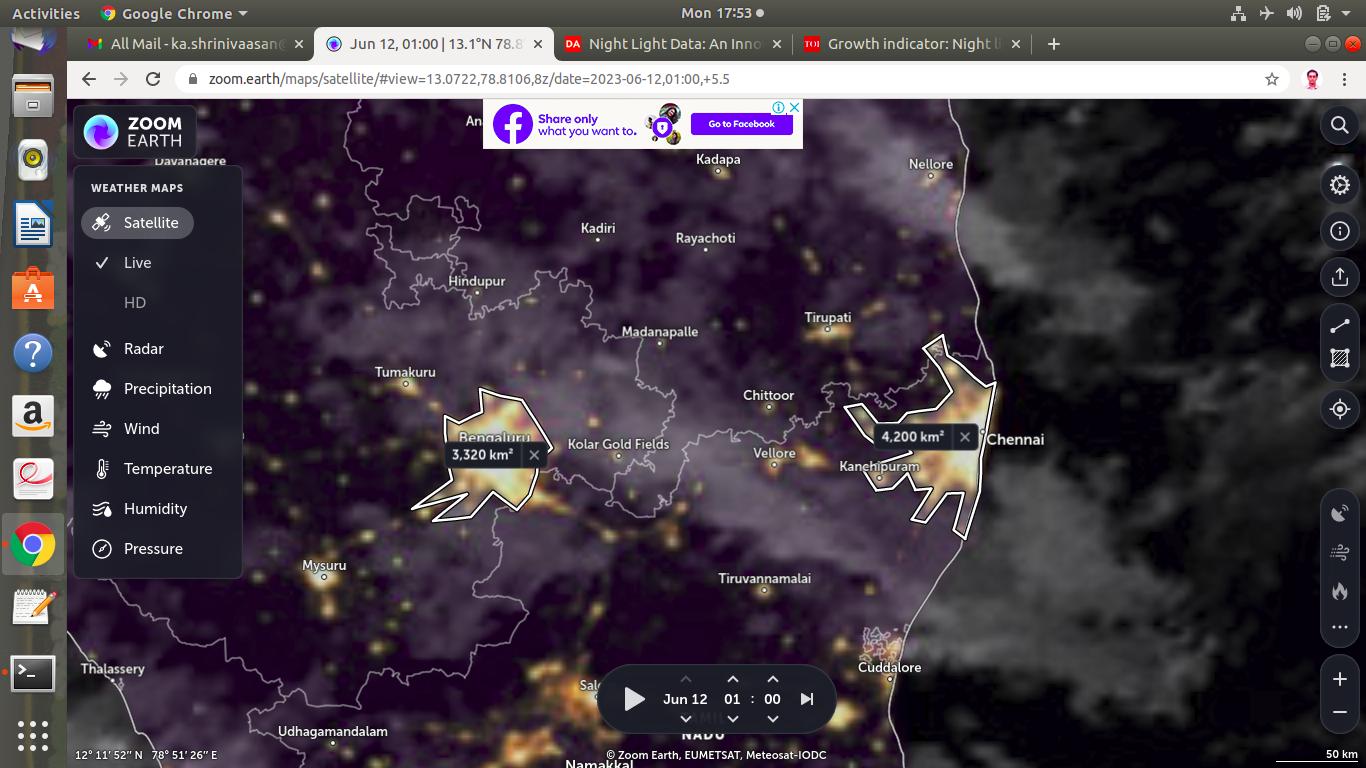 Activities
Google Chrome
Mon 17:53
All Mail - ka.shrinivaasan@
Jun 12, 01:00 | 13.1°N 78.8
DA Night Light Data: An Inno
TOI Growth indicator: Night l
zoom.earth/maps/satellite/#view=13.0722,78.8106,8z/date=2023-06-12,01:00,+5.5
ZOOM
EARTH
Share only
what you want.
Go to Facebook
WEATHER MAPS
Satellite
Live
HD
Radar
Precipitation
Wind
Temperature
Humidity
Pressure
Davanagere
Kadapa
Nellore
Kadiri
Rayachoti
Hindupur
Tirupati
Madanapalle
Tumakuru
Chittoor
Bengaluru
Kolar Gold Fields
3,320 km²
4,200 km²
Chennai
Vellore
Kanchipuram
Mysuru
Tiruvannamalai
Thalassery
Cuddalore
Jun 12 01 : 00
NADU
Udhagamandalam
Namakkal
12° 11' 52" N 78° 51' 26" E
© Zoom Earth, EUMETSAT, Meteosat-IODC
50 km